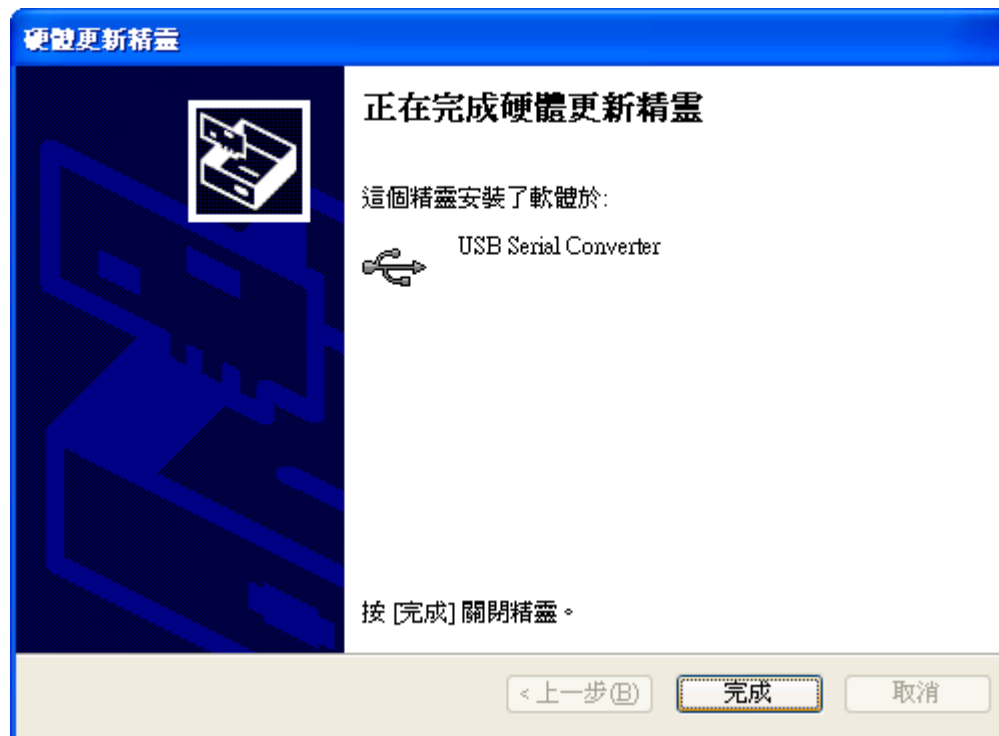 硬體更新精靈
正在完成硬體更新精靈
這個精靈安裝了軟體於:
USB Serial Converter
按 [完成] 關閉精靈。
<上一步(B)
完成
取消